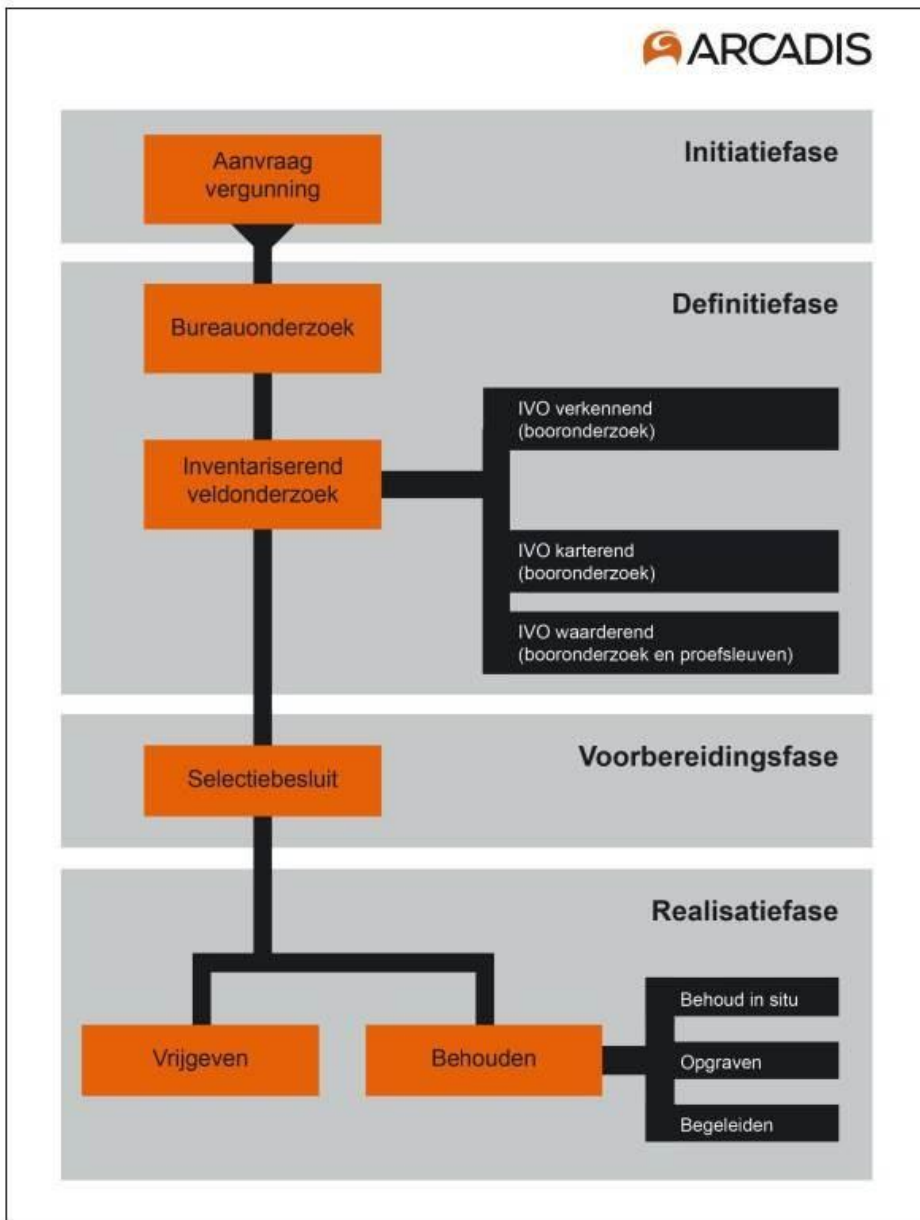 ARCADIS
Initiatiefase
Aanvraag
vergunning
Definitiefase
Bureauonderzoek
IVO verkennend
(booronderzoek)
Inventariserend
veldonderzoek
IVO karterend
(booronderzoek)
IVO waarderend
(booronderzoek en proefsleuven)
Voorbereidingsfase
Selectiebesluit
Realisatiefase
Vrijgeven
Behouden
Behoud in situ
Opgraven
Begeleiden